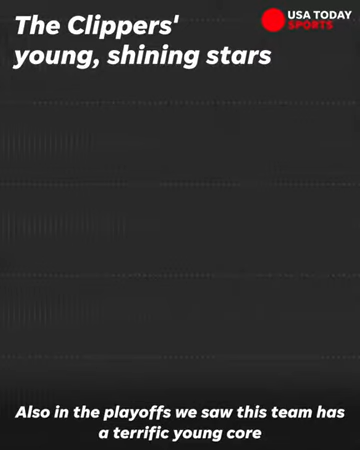 The Clippers'
young, shining stars
USA TODAY
SPORTS
Also in the playoffs we saw this team has
a terrific young core